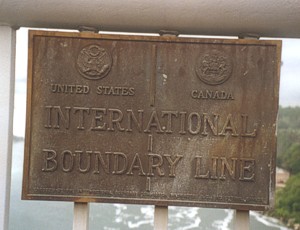 UNITED STATES CANADA
INTERNATIONAL
BOUNDARY LINE